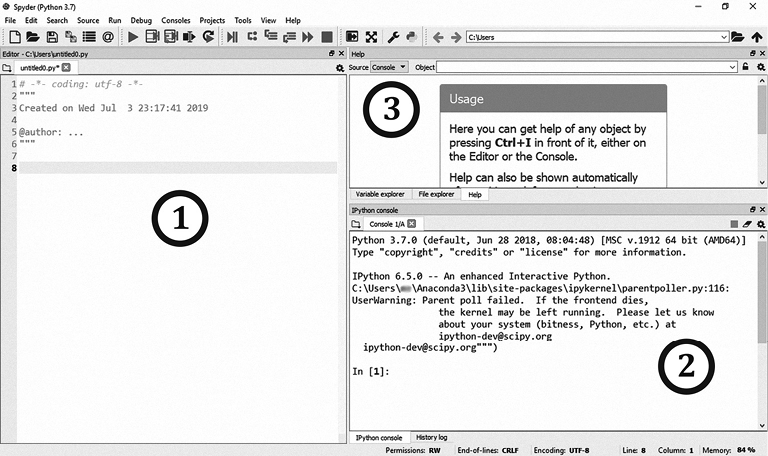 Spyder (Python 3.7)
File Edit Search Source Run Debug Consoles Projects Tools View Help
C:\Users
Editor - C:\Users\untitled0.py
untitled0.py*
1 # -*- coding: utf-8 -*-
2 """
3 Created on Wed Jul  3 23:17:41 2019
4
5 @author: ...
6 """
7
8
1
Help
Source Console Object
3
Usage
Here you can get help of any object by
pressing Ctrl+I in front of it, either on
the Editor or the Console.
Help can also be shown automatically
Variable explorer File explorer Help
IPython console
Console 1/A
Python 3.7.0 (default, Jun 28 2018, 08:04:48) [MSC v.1912 64 bit (AMD64)]
Type "copyright", "credits" or "license" for more information.
IPython 6.5.0 -- An enhanced Interactive Python.
C:\Users\ \Anaconda3\lib\site-packages\ipykernel\parentpoller.py:116:
UserWarning: Parent poll failed.  If the frontend dies,
the kernel may be left running.  Please let us know
about your system (bitness, Python, etc.) at
ipython-dev@scipy.org
ipython-dev@scipy.org""")
2
In [1]:
IPython console History log
Permissions: RW End-of-lines: CRLF Encoding: UTF-8 Line: 8 Column: 1 Memory: 84 %